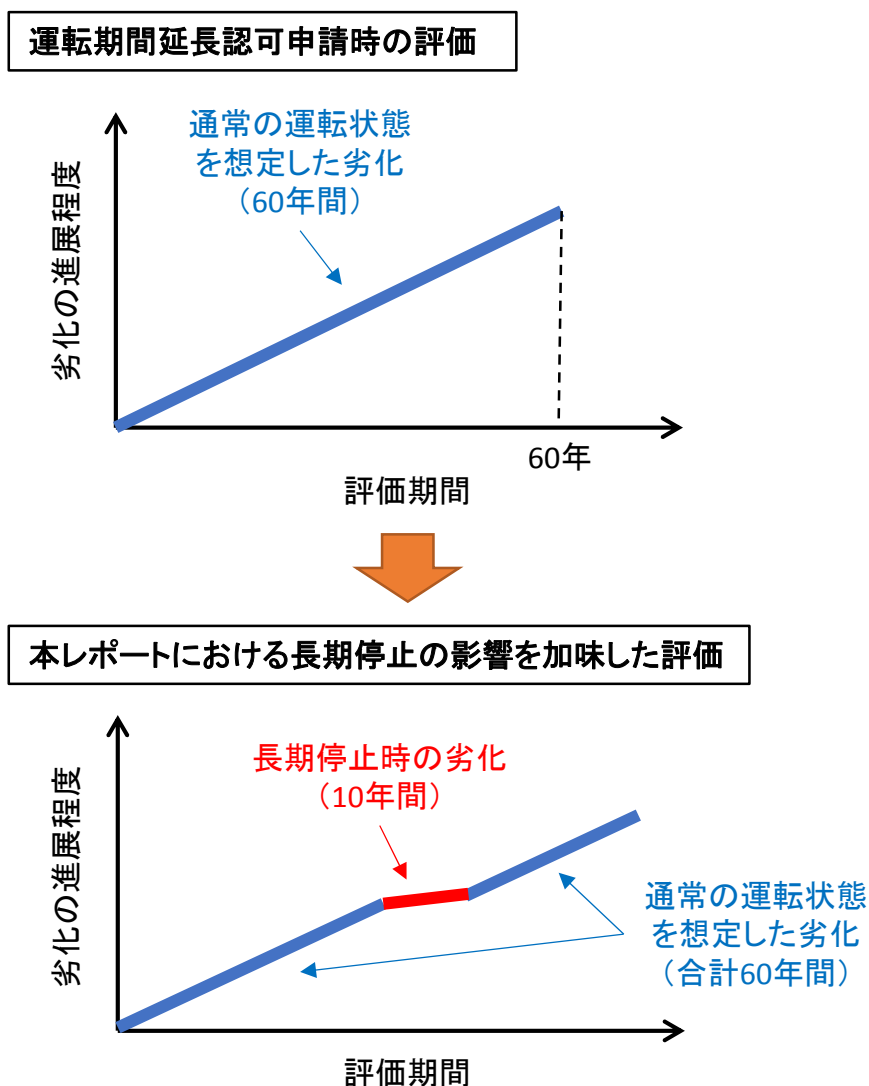 運転期間延長認可申請時の評価
通常の運転状態
を想定した劣化
（60年間）
劣化の進展程度
60年
評価期間
本レポートにおける長期停止の影響を加味した評価
長期停止時の劣化
（10年間）
劣化の進展程度
通常の運転状態
を想定した劣化
（合計60年間）
評価期間